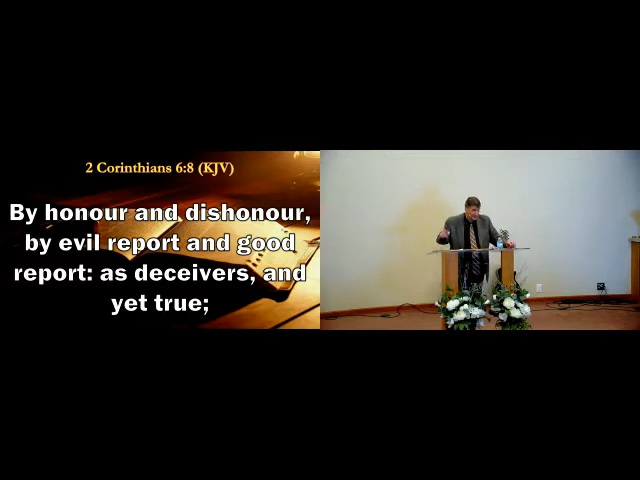 2 Corinthians 6:8 (KJV)
By honour and dishonour,
by evil report and good
report: as deceivers, and
yet true;